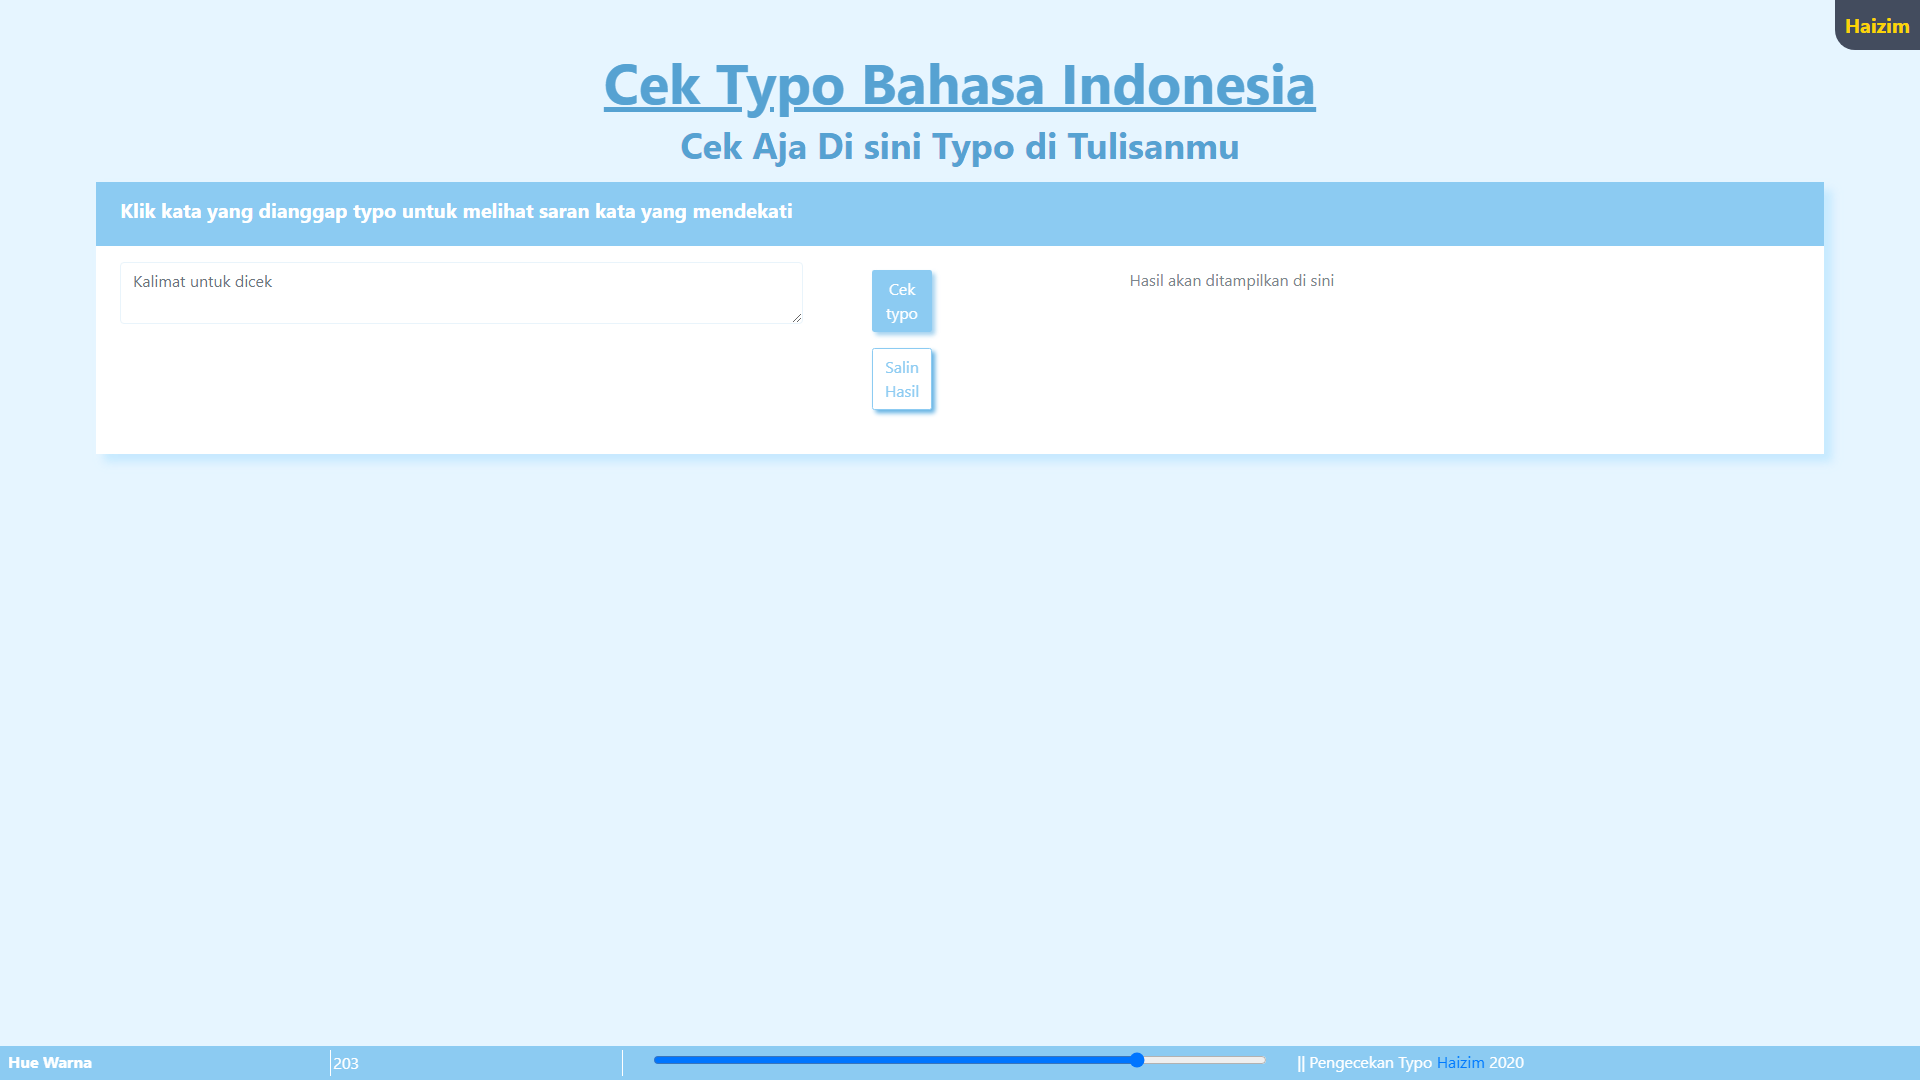 Haizim
Cek Typo Bahasa Indonesia
Cek Aja Di sini Typo di Tulisanmu
Klik kata yang dianggap typo untuk melihat saran kata yang mendekati
Kalimat untuk dicek
Cek
typo
Salin
Hasil
Hasil akan ditampilkan di sini
Hue Warna
203
|| Pengecekan Typo Haizim 2020